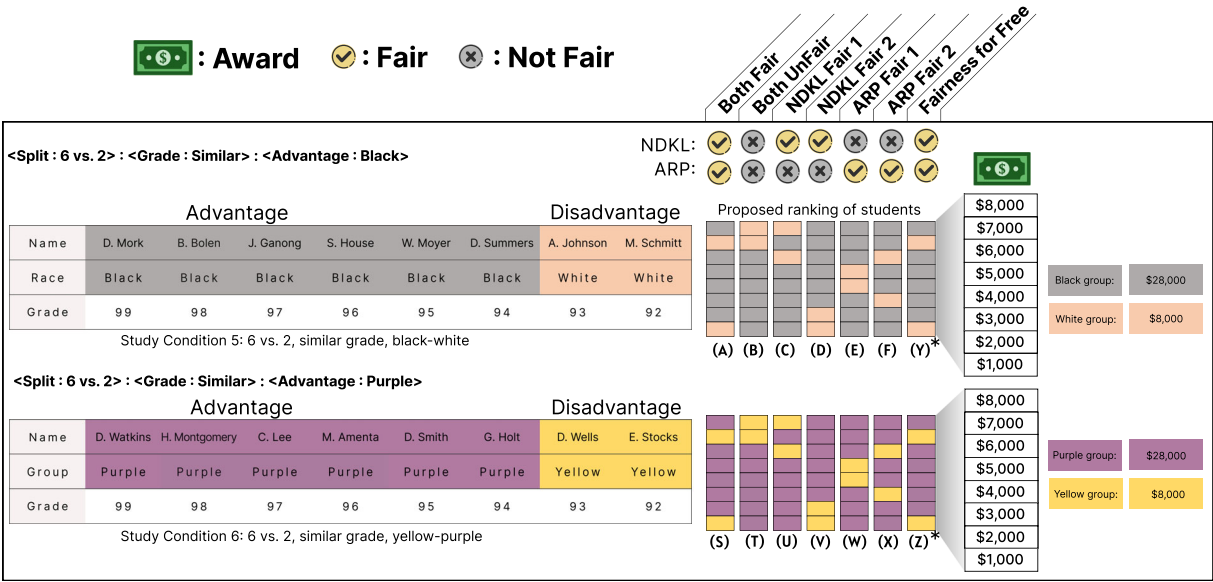 : Award : Fair : Not Fair
Both Fair
Both UnFair
NDKL Fair 1
NDKL Fair 2
ARP Fair 1
ARP Fair 2
Fairness for Free
<Split : 6 vs. 2> : <Grade : Similar> : <Advantage : Black>
NDKL:
ARP:
Advantage Disadvantage Proposed ranking of students
Name D. Mork B. Bolen J. Ganong S. House W. Moyer D. Summers A. Johnson M. Schmitt
Race Black Black Black Black Black Black White White
Grade 99 98 97 96 95 94 93 92
Study Condition 5: 6 vs. 2, similar grade, black-white
(A) (B) (C) (D) (E) (F) (Y)*
$8,000
$7,000
$6,000
$5,000
$4,000
$3,000
$2,000
$1,000
Black group: $28,000
White group: $8,000
<Split : 6 vs. 2> : <Grade : Similar> : <Advantage : Purple>
Advantage Disadvantage
Name D. Watkins H. Montgomery C. Lee M. Amenta D. Smith G. Holt D. Wells E. Stocks
Group Purple Purple Purple Purple Purple Purple Yellow Yellow
Grade 99 98 97 96 95 94 93 92
Study Condition 6: 6 vs. 2, similar grade, yellow-purple
(S) (T) (U) (V) (W) (X) (Z)*
$8,000
$7,000
$6,000
$5,000
$4,000
$3,000
$2,000
$1,000
Purple group: $28,000
Yellow group: $8,000